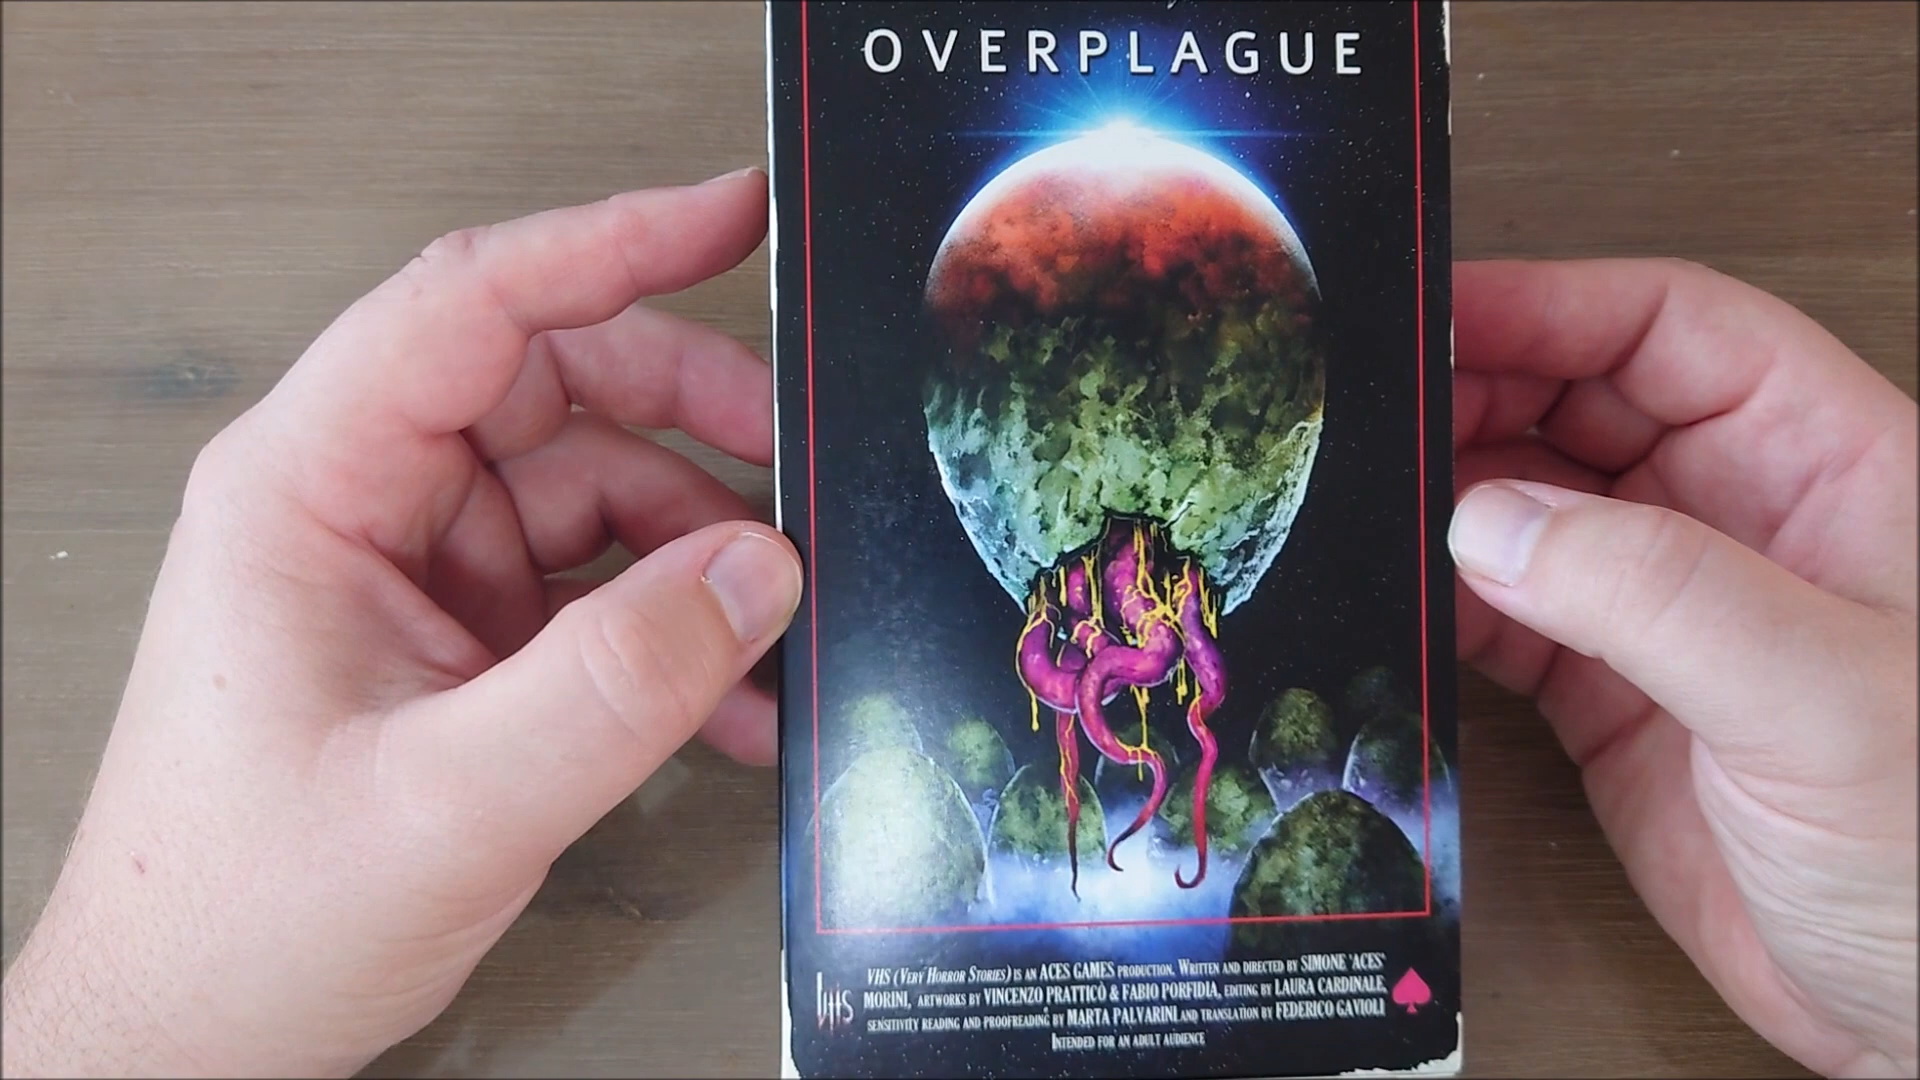 OVERPLAGUE
VHS (VERY HORROR STORIES) IS AN ACES GAMES PRODUCTION. WRITTEN AND DIRECTED BY SIMONE 'ACES'
MORINI, ARTWORKS BY VINCENZO PRATTICÒ & FABIO PORFIDIA, EDITING BY LAURA CARDINALE,
SENSITIVITY READING AND PROOFREADING BY MARTA PALVARINI AND TRANSLATION BY FEDERICO GAVIOLI
INTENDED FOR AN ADULT AUDIENCE
VHS